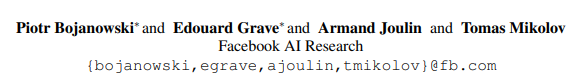 Piotr Bojanowski* and Edouard Grave* and Armand Joulin and Tomas Mikolov
Facebook AI Research
{bojanowski,egrave,ajoulin,tmikolov}@fb.com